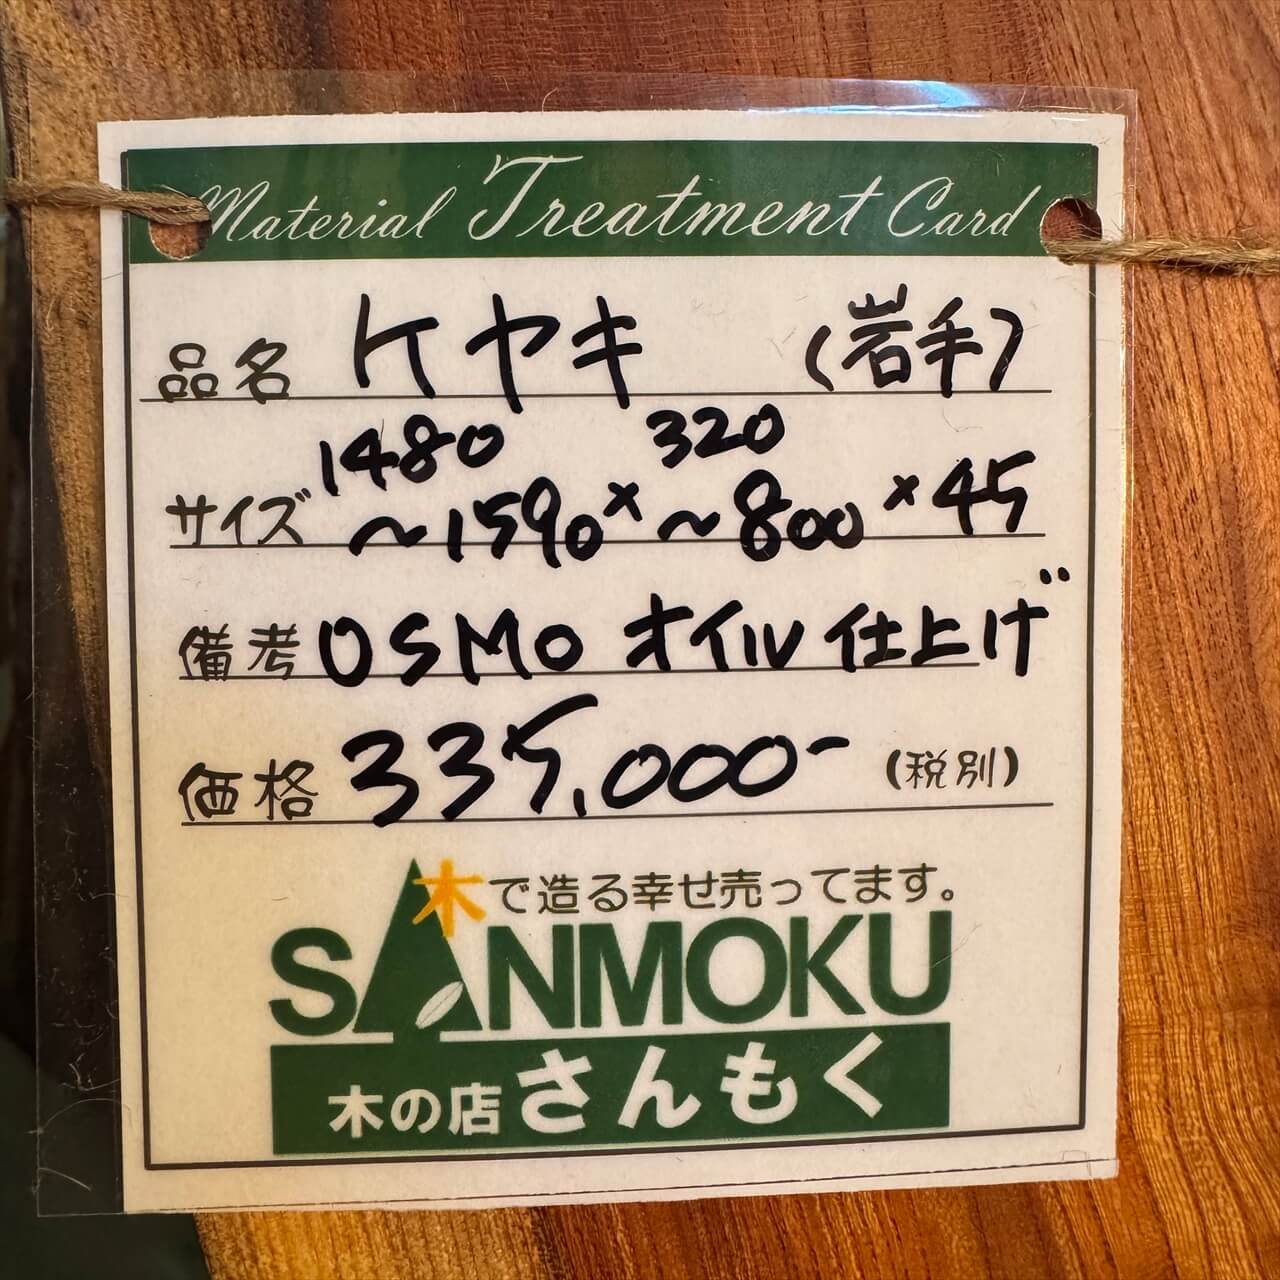 Material Treatment Card
品名 ケヤキ (岩手)
サイズ 1480～1590×320～800×45
備考 OSMO オイル仕上げ
価格 335,000- (税別)
木で造る幸せ売ってます。
SANMOKU
木の店さんもく